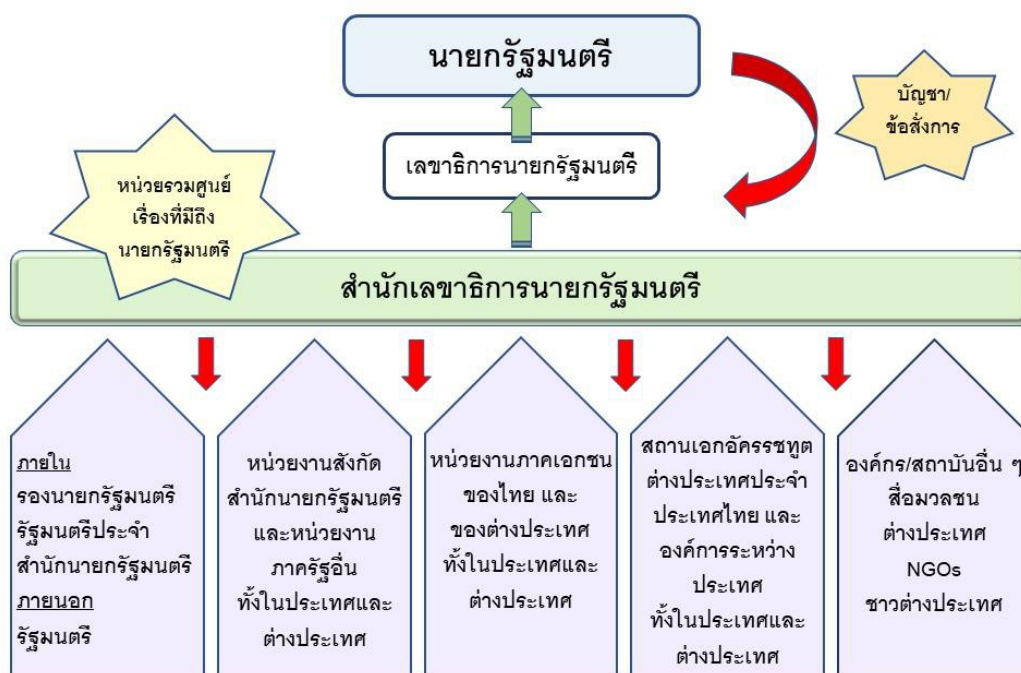 นายกรัฐมนตรี
บัญชา/
ข้อสั่งการ
เลขาธิการนายกรัฐมนตรี
หน่วยรวมศูนย์
เรื่องที่มีถึง
นายกรัฐมนตรี
สำนักเลขาธิการนายกรัฐมนตรี
ภายใน
รองนายกรัฐมนตรี
รัฐมนตรีประจำ
สำนักนายกรัฐมนตรี
ภายนอก
รัฐมนตรี
หน่วยงานสังกัด
สำนักนายกรัฐมนตรี
และหน่วยงาน
ภาครัฐอื่น
ทั้งในประเทศและ
ต่างประเทศ
หน่วยงานภาคเอกชน
ของไทย และ
ของต่างประเทศ
ทั้งในประเทศและ
ต่างประเทศ
สถานเอกอัครรชทูต
ต่างประเทศประจำ
ประเทศไทย และ
องค์การระหว่าง
ประเทศ
ทั้งในประเทศและ
ต่างประเทศ
องค์กร/สถาบันอื่น ๆ
สื่อมวลชน
ต่างประเทศ
NGOs
ชาวต่างประเทศ